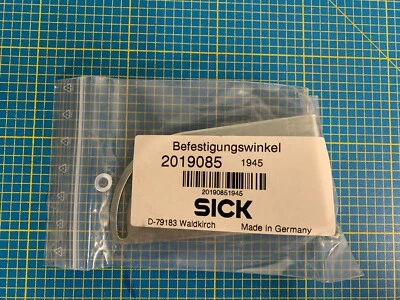 Befestigungswinkel
2019085 1945
20190851945
SICK
D-79183 Waldkirch Made in Germany